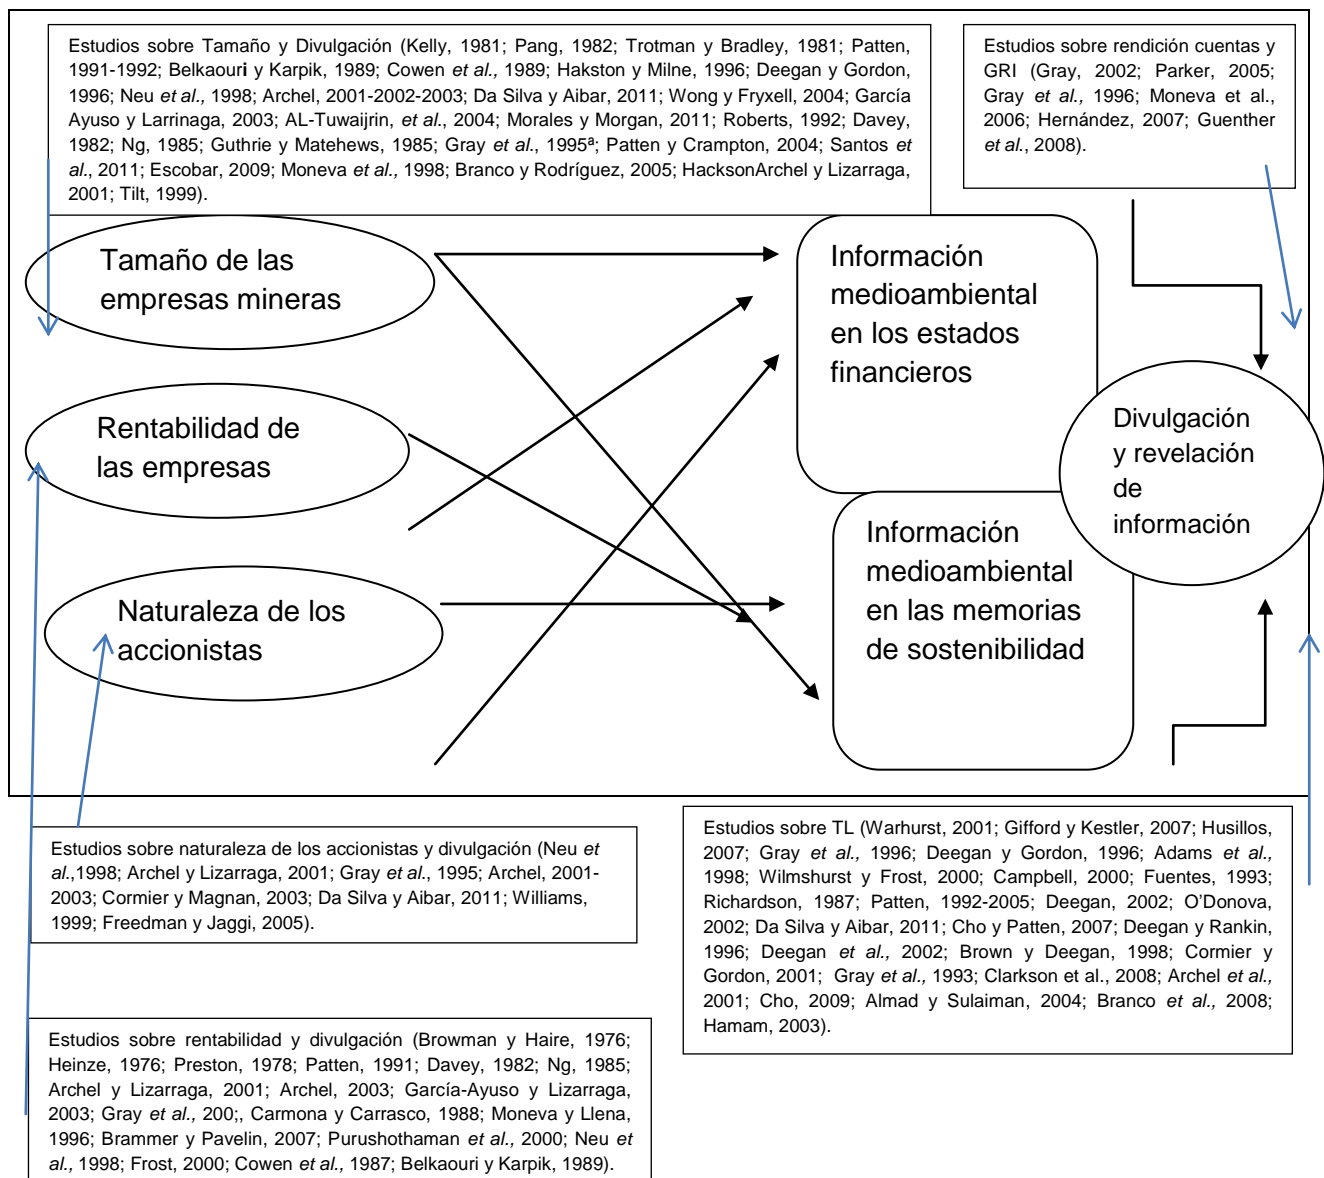 Estudios sobre Tamaño y Divulgación (Kelly, 1981; Pang, 1982; Trotman y Bradley, 1981; Patten,
1991-1992; Belkaouri y Karpik, 1989; Cowen et al., 1989; Hakston y Milne, 1996; Deegan y Gordon,
1996; Neu et al., 1998; Archel, 2001-2002-2003; Da Silva y Aibar, 2011; Wong y Fryxell, 2004; García
Ayuso y Larrinaga, 2003; AL-Tuwaijrin, et al., 2004; Morales y Morgan, 2011; Roberts, 1992; Davey,
1982; Ng, 1985; Guthrie y Matehews, 1985; Gray et al., 1995ª; Patten y Crampton, 2004; Santos et
al., 2011; Escobar, 2009; Moneva et al., 1998; Branco y Rodríguez, 2005; HacksonArchel y Lizarraga,
2001; Tilt, 1999).
Estudios sobre rendición cuentas y
GRI (Gray, 2002; Parker, 2005;
Gray et al., 1996; Moneva et al.,
2006; Hernández, 2007; Guenther
et al., 2008).
Tamaño de las
empresas mineras
Rentabilidad de
las empresas
Naturaleza de los
accionistas
Información
medioambiental
en los estados
financieros
Información
medioambiental
en las memorias
de sostenibilidad
Divulgación
y revelación
de
información
Estudios sobre naturaleza de los accionistas y divulgación (Neu et
al.,1998; Archel y Lizarraga, 2001; Gray et al., 1995; Archel, 2001-
2003; Cormier y Magnan, 2003; Da Silva y Aibar, 2011; Williams,
1999; Freedman y Jaggi, 2005).
Estudios sobre TL (Warhurst, 2001; Gifford y Kestler, 2007; Husillos,
2007; Gray et al., 1996; Deegan y Gordon, 1996; Adams et al.,
1998; Wilmshurst y Frost, 2000; Campbell, 2000; Fuentes, 1993;
Richardson, 1987; Patten, 1992-2005; Deegan, 2002; O'Donova,
2002; Da Silva y Aibar, 2011; Cho y Patten, 2007; Deegan y Rankin,
1996; Deegan et al., 2002; Brown y Deegan, 1998; Cormier y
Gordon, 2001; Gray et al., 1993; Clarkson et al., 2008; Archel et al.,
2001; Cho, 2009; Almad y Sulaiman, 2004; Branco et al., 2008;
Hamam, 2003).
Estudios sobre rentabilidad y divulgación (Browman y Haire, 1976;
Heinze, 1976; Preston, 1978; Patten, 1991; Davey, 1982; Ng, 1985;
Archel y Lizarraga, 2001; Archel, 2003; García-Ayuso y Lizarraga,
2003; Gray et al., 200;, Carmona y Carrasco, 1988; Moneva y Llena,
1996; Brammer y Pavelin, 2007; Purushothaman et al., 2000; Neu et
al., 1998; Frost, 2000; Cowen et al., 1987; Belkaouri y Karpik, 1989).